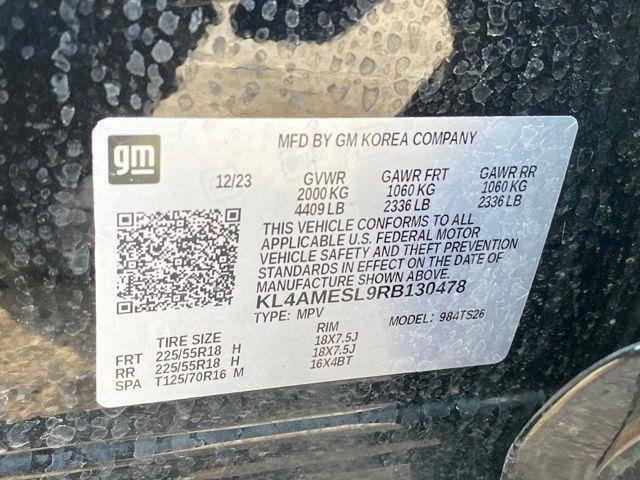 gm
MFD BY GM KOREA COMPANY
12/23 GVWR GAWR FRT GAWR RR
2000 KG 1060 KG 1060 KG
4409 LB 2336 LB 2336 LB
THIS VEHICLE CONFORMS TO ALL
APPLICABLE U.S. FEDERAL MOTOR
VEHICLE SAFETY AND THEFT PREVENTION
STANDARDS IN EFFECT ON THE DATE OF
MANUFACTURE SHOWN ABOVE.
KL4AMESL9RB130478
TYPE: MPV MODEL: 984TS26
TIRE SIZE RIM
FRT 225/55R18 H 18X7.5J
RR 225/55R18 H 18X7.5J
SPA T125/70R16 M 16X4BT